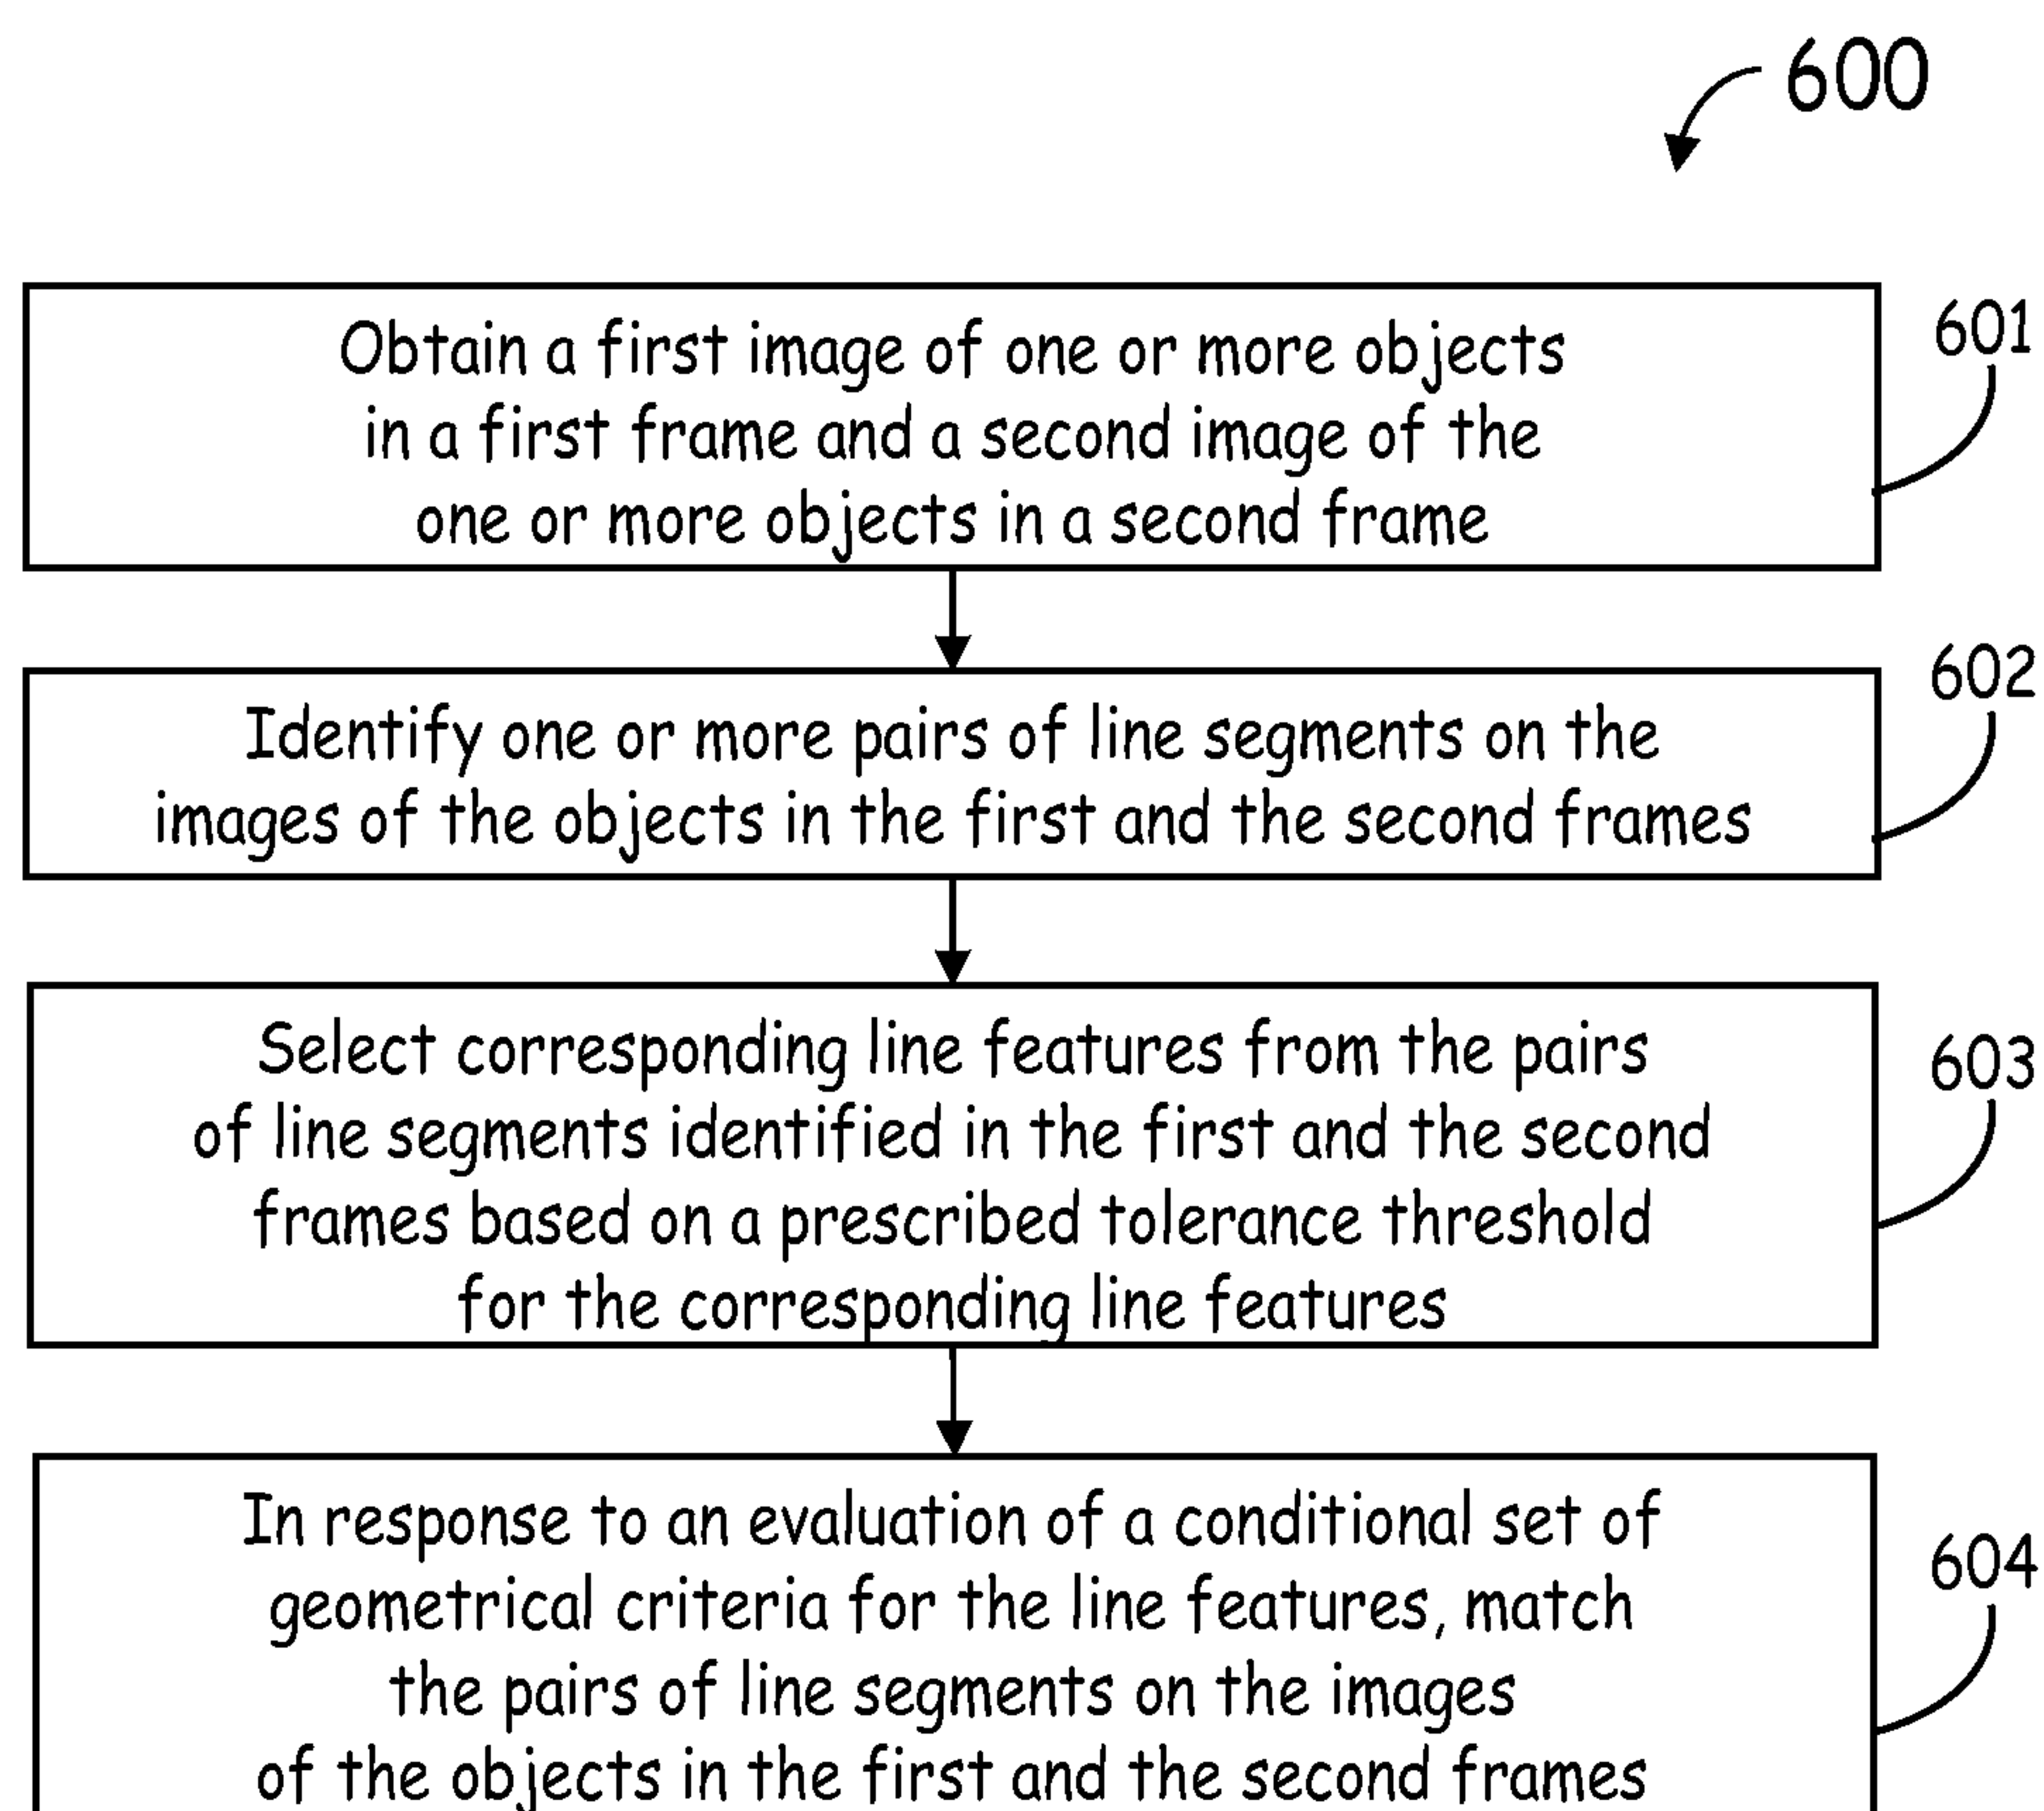 600
Obtain a first image of one or more objects
in a first frame and a second image of the
one or more objects in a second frame
601
Identify one or more pairs of line segments on the
images of the objects in the first and the second frames
602
Select corresponding line features from the pairs
of line segments identified in the first and the second
frames based on a prescribed tolerance threshold
for the corresponding line features
603
In response to an evaluation of a conditional set of
geometrical criteria for the line features, match
the pairs of line segments on the images
of the objects in the first and the second frames
604